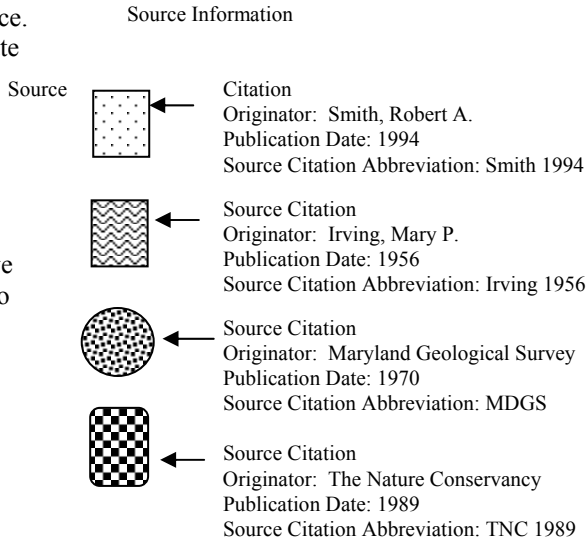 ce.
te
Source Information
Source
Citation
Originator: Smith, Robert A.
Publication Date: 1994
Source Citation Abbreviation: Smith 1994
Source Citation
Originator: Irving, Mary P.
Publication Date: 1956
Source Citation Abbreviation: Irving 1956
o
Source Citation
Originator: Maryland Geological Survey
Publication Date: 1970
Source Citation Abbreviation: MDGS
Source Citation
Originator: The Nature Conservancy
Publication Date: 1989
Source Citation Abbreviation: TNC 1989